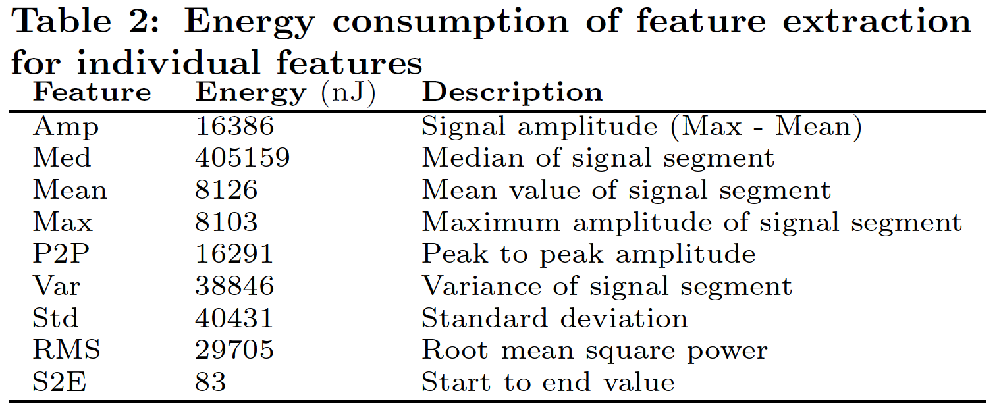 Table 2: Energy consumption of feature extraction
for individual features
Feature Energy (nJ) Description
Amp 16386 Signal amplitude (Max - Mean)
Med 405159 Median of signal segment
Mean 8126 Mean value of signal segment
Max 8103 Maximum amplitude of signal segment
P2P 16291 Peak to peak amplitude
Var 38846 Variance of signal segment
Std 40431 Standard deviation
RMS 29705 Root mean square power
S2E 83 Start to end value